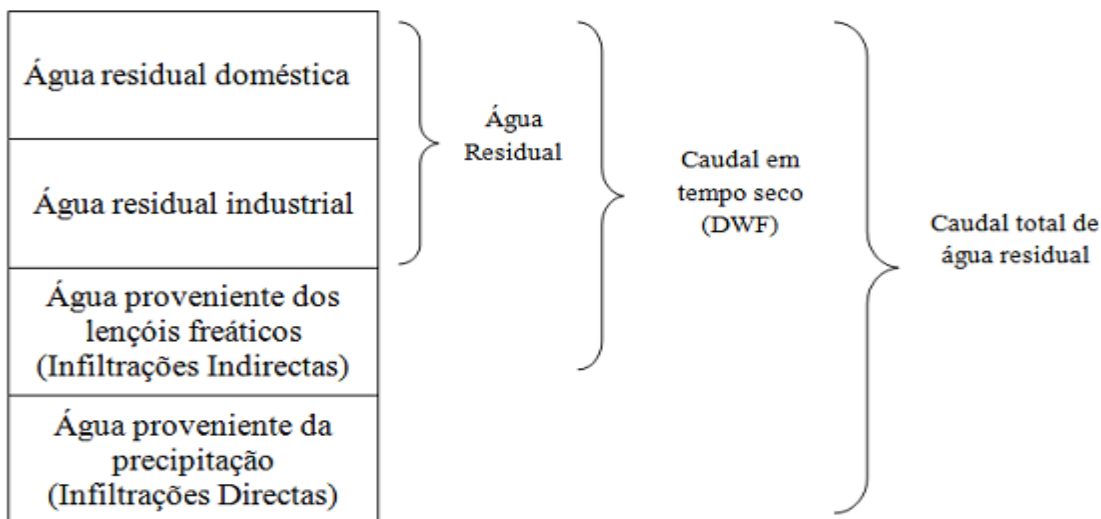 Água residual doméstica
Água residual industrial
Água proveniente dos
lençóis freáticos
(Infiltrações Indirectas)
Água proveniente da
precipitação
(Infiltrações Directas)
Água
Residual
Caudal em
tempo seco
(DWF)
Caudal total de
água residual